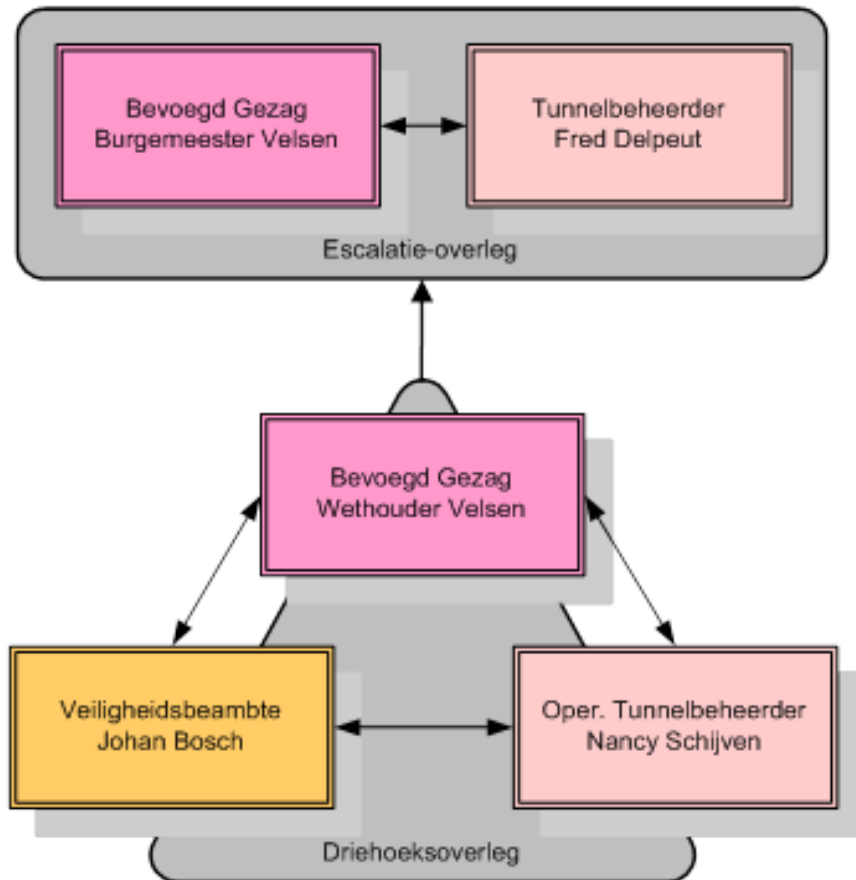 Bevoegd Gezag
Burgemeester Velsen
Tunnelbeheerder
Fred Delpeut
Escalatie-overleg
Bevoegd Gezag
Wethouder Velsen
Veiligheidsbeambte
Johan Bosch
Oper. Tunnelbeheerder
Nancy Schijven
Driehoeksoverleg